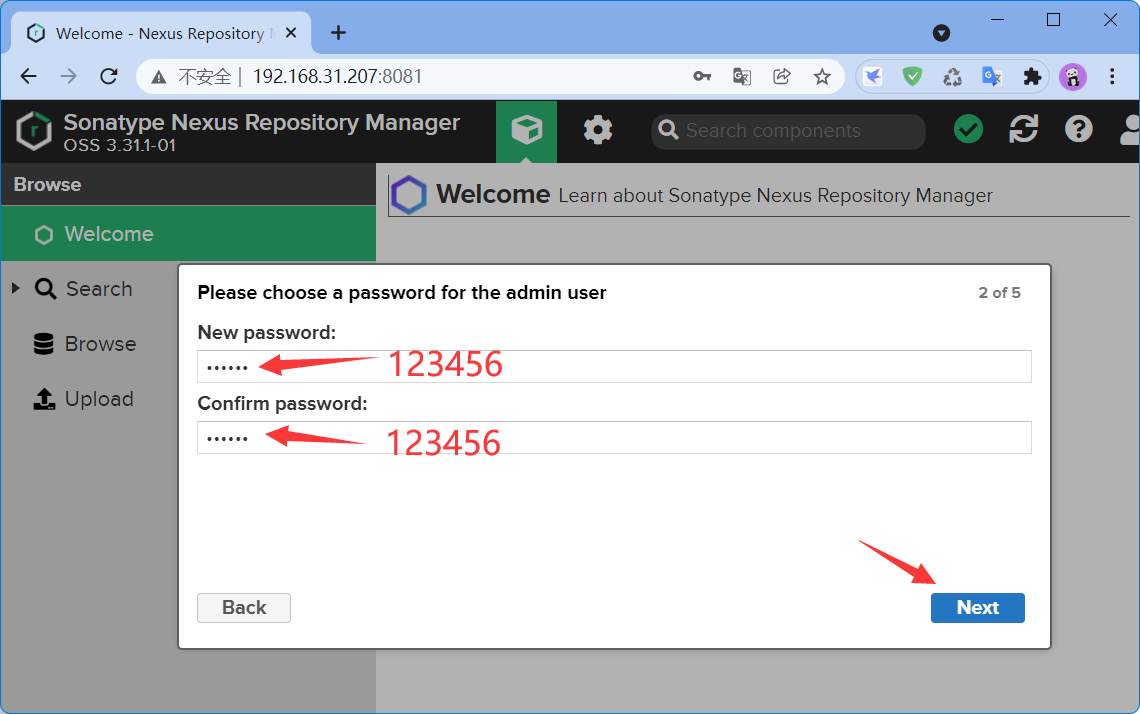 Welcome - Nexus Repository
不安全 192.168.31.207:8081
Sonatype Nexus Repository Manager
OSS 3.31.1-01
Search components
Browse
Welcome Learn about Sonatype Nexus Repository Manager
Welcome
Search
Browse
Upload
Please choose a password for the admin user
2 of 5
New password:
•••••• 123456
Confirm password:
•••••• 123456
Back
Next